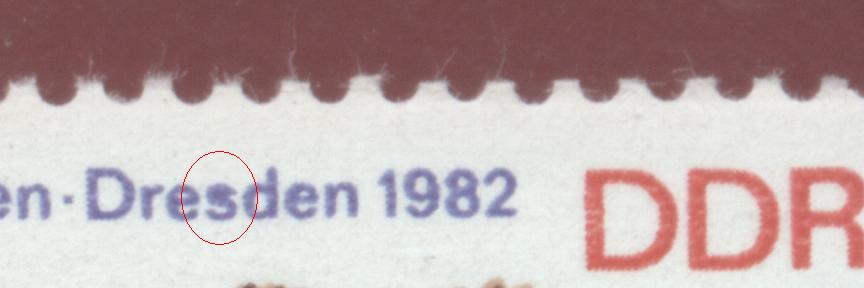 en · Dresden 1982 DDR